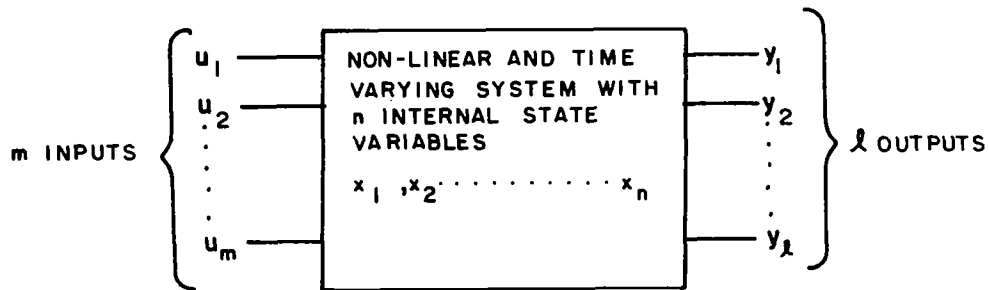 m INPUTS
u1
u2
um
NON-LINEAR AND TIME
VARYING SYSTEM WITH
n INTERNAL STATE
VARIABLES
x1 ,x2 . . . . . . . . . . . xn
y1
y2
yℓ
ℓ OUTPUTS